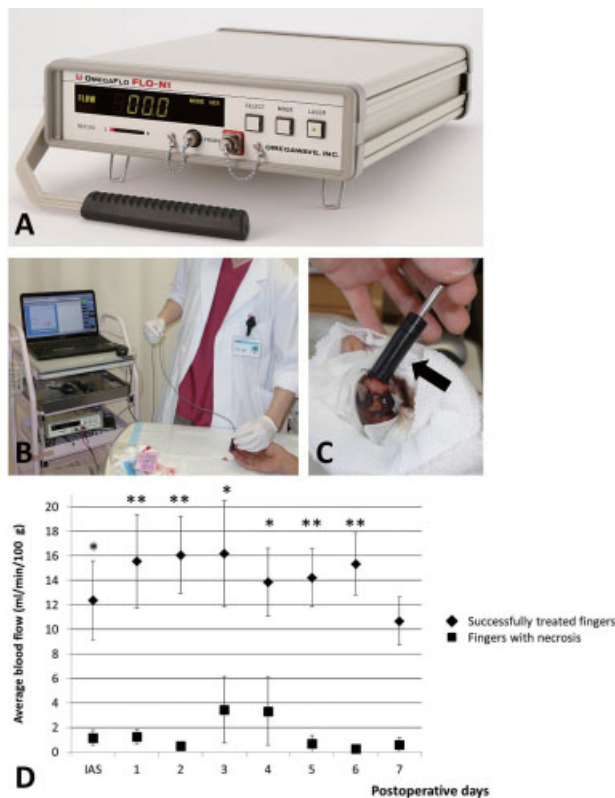 OMEGAFLO FLO-N1
FLOW 00.0
SELECT MODE LASER
OMEGAWAVE, INC.
A
B
C
Average blood flow (ml/min/100 g)
20
18
16
14
12
10
8
6
4
2
0
* ** ** * * ** **
Successfully treated fingers
Fingers with necrosis
IAS 1 2 3 4 5 6 7
D
Postoperative days